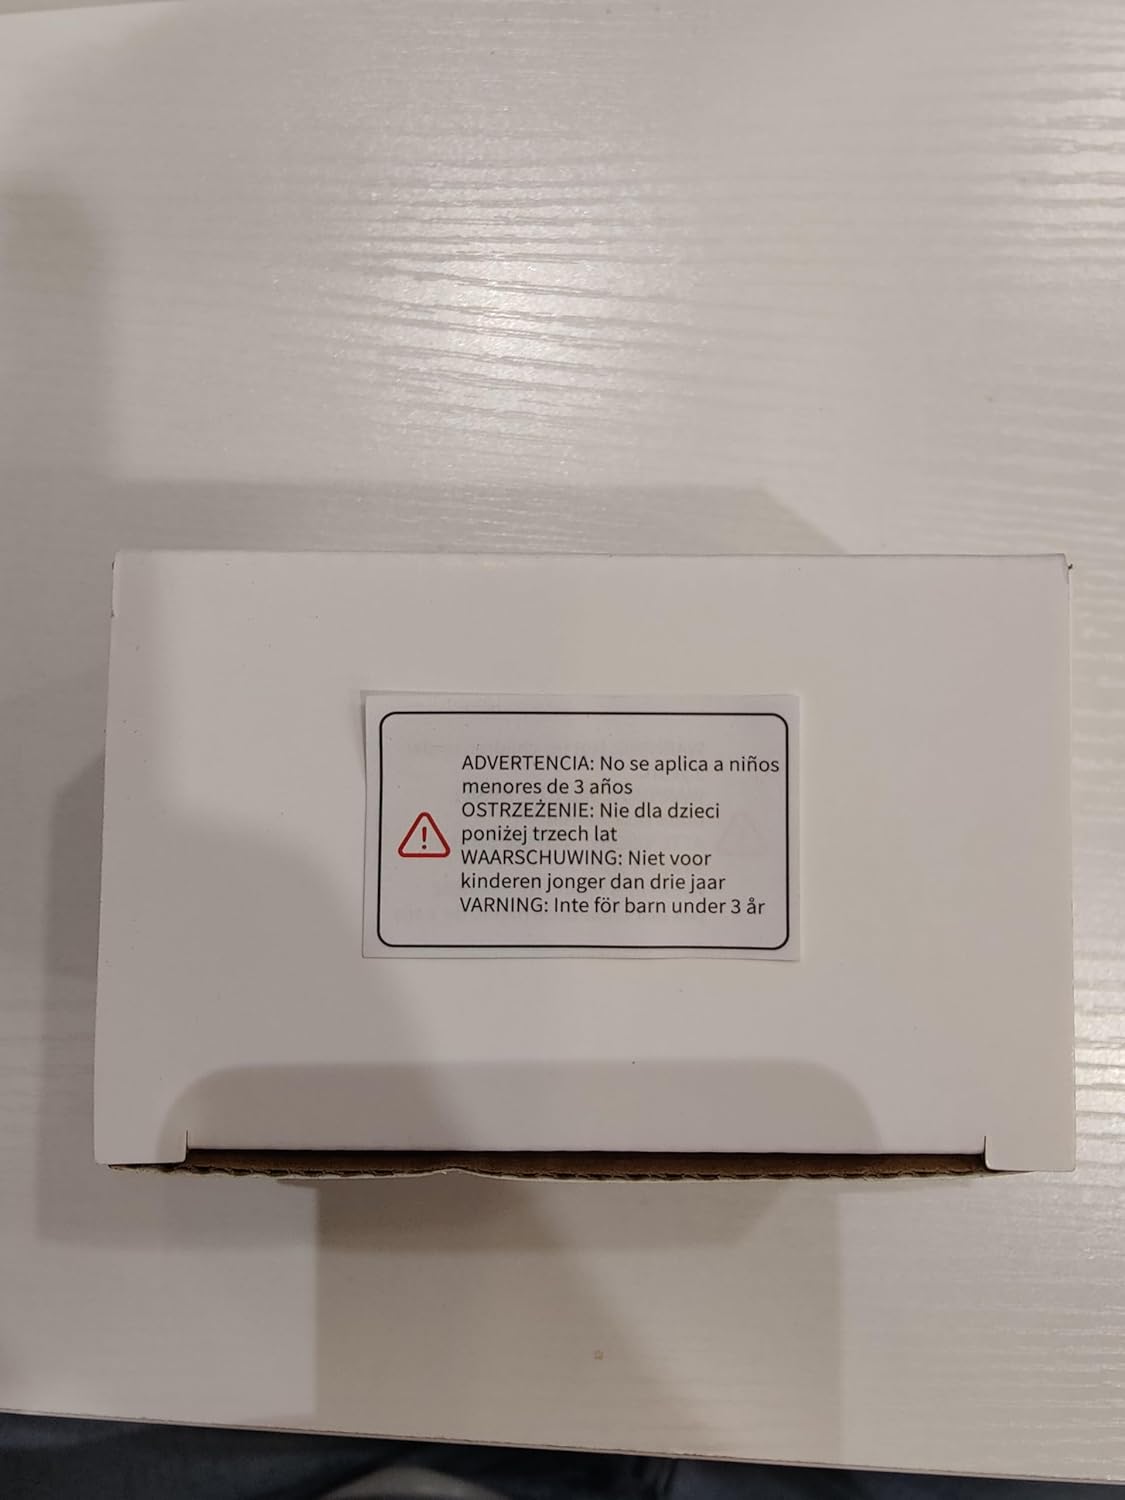 ADVERTENCIA: No se aplica a niños
menores de 3 años
OSTRZEŻENIE: Nie dla dzieci
poniżej trzech lat
WAARSCHUWING: Niet voor
kinderen jonger dan drie jaar
VARNING: Inte för barn under 3 år